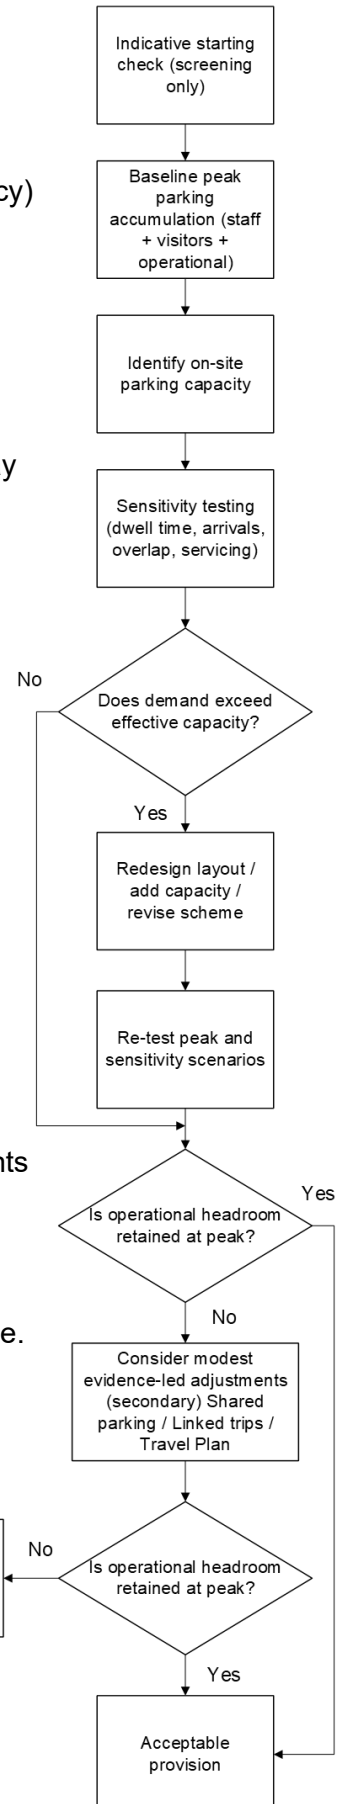 Indicative starting
check (screening
only)
cy)
Baseline peak
parking
accumulation (staff
+ visitors +
operational)
Identify on-site
parking capacity
y
Sensitivity testing
(dwell time, arrivals,
overlap, servicing)
No
Does demand exceed
effective capacity?
Yes
Redesign layout /
add capacity /
revise scheme
Re-test peak and
sensitivity scenarios
nts
Yes
Is operational headroom
retained at peak?
No
e.
Consider modest
evidence-led adjustments
(secondary) Shared
parking / Linked trips /
Travel Plan
No
Is operational headroom
retained at peak?
Yes
Acceptable
provision